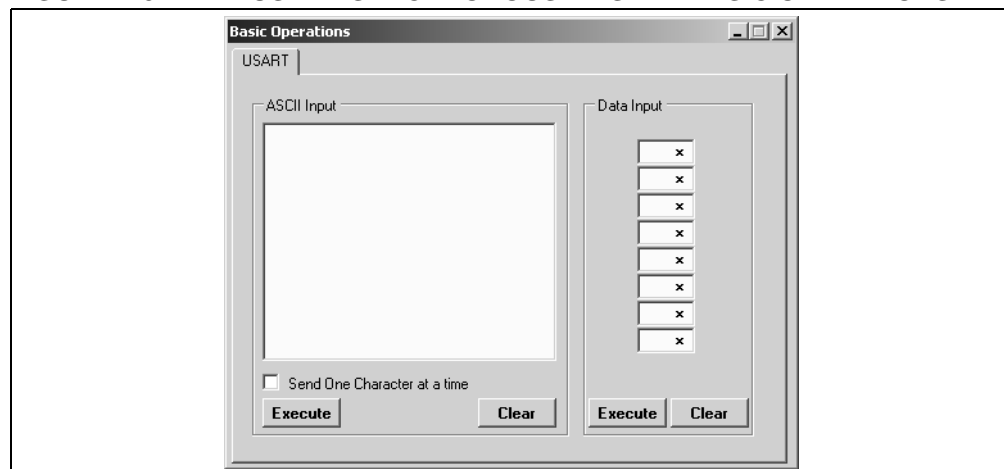 Basic Operations
USART
ASCII Input
Data Input
x
x
x
x
x
x
x
x
Send One Character at a time
Execute Clear Execute Clear